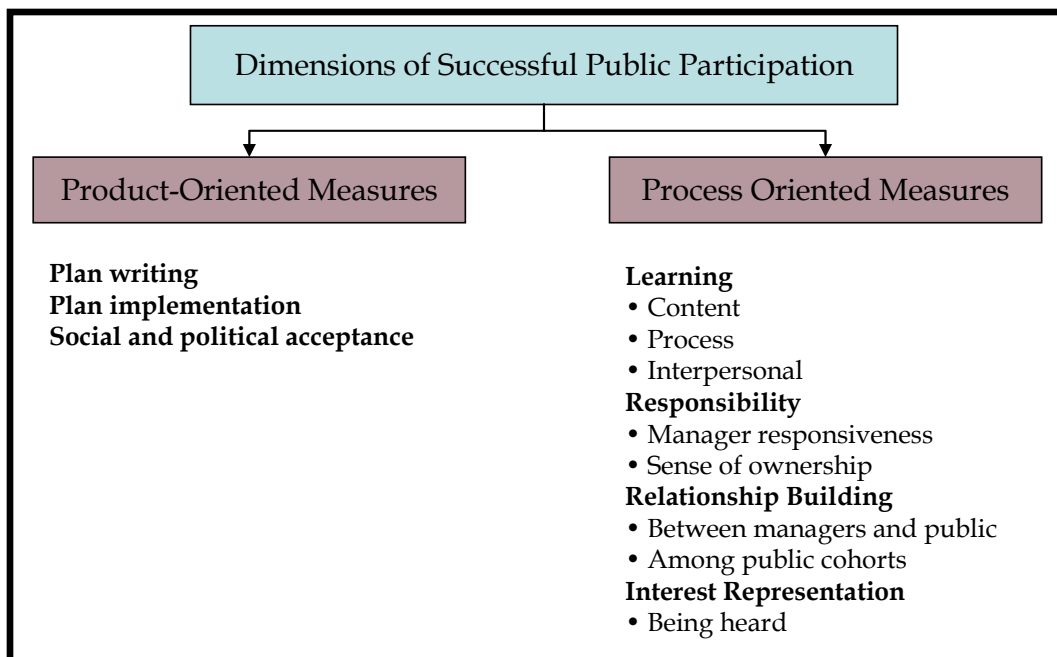 Dimensions of Successful Public Participation
Product-Oriented Measures
Plan writing
Plan implementation
Social and political acceptance
Process Oriented Measures
Learning
• Content
• Process
• Interpersonal
Responsibility
• Manager responsiveness
• Sense of ownership
Relationship Building
• Between managers and public
• Among public cohorts
Interest Representation
• Being heard